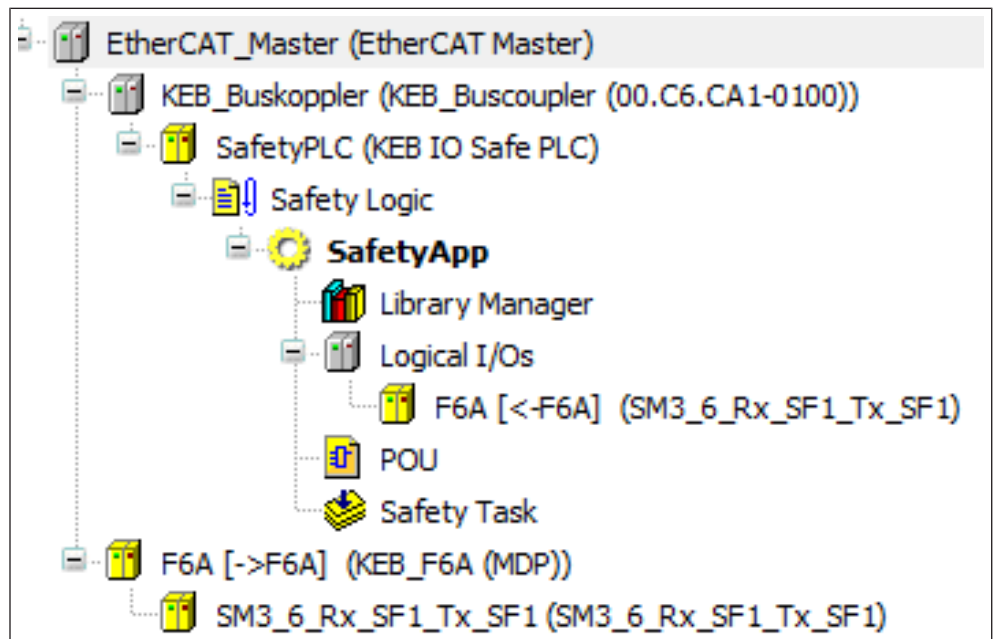 EtherCAT_Master (EtherCAT Master)
KEB_Buskoppler (KEB_Buscoupler (00.C6.CA1-0100))
SafetyPLC (KEB IO Safe PLC)
Safety Logic
SafetyApp
Library Manager
Logical I/Os
F6A [<-F6A] (SM3_6_Rx_SF1_Tx_SF1)
POU
Safety Task
F6A [->F6A] (KEB_F6A (MDP))
SM3_6_Rx_SF1_Tx_SF1 (SM3_6_Rx_SF1_Tx_SF1)